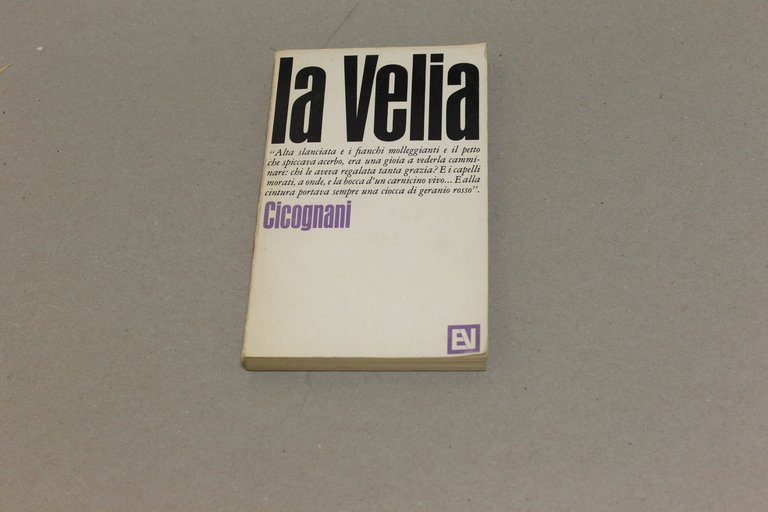 la Velia
"Alta slanciata e i fianchi molleggianti e il petto
che spiccava acerbo, era una gioia a vederla cammi-
nare: chi le aveva regalata tanta grazia? E i capelli
morati, a onde, e la bocca d'un carnicino vivo... E alla
cintura portava sempre una ciocca di geranio rosso".
Cicognani
EV